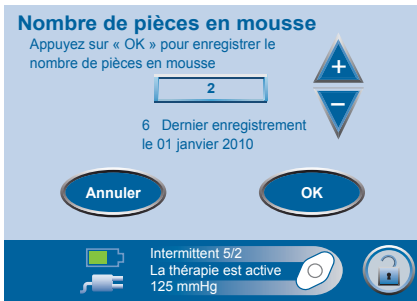 Nombre de pièces en mousse
Appuyez sur « OK » pour enregistrer le
nombre de pièces en mousse
+
2
–
6 Dernier enregistrement
le 01 janvier 2010
Annuler
OK
Intermittent 5/2
La thérapie est active
125 mmHg